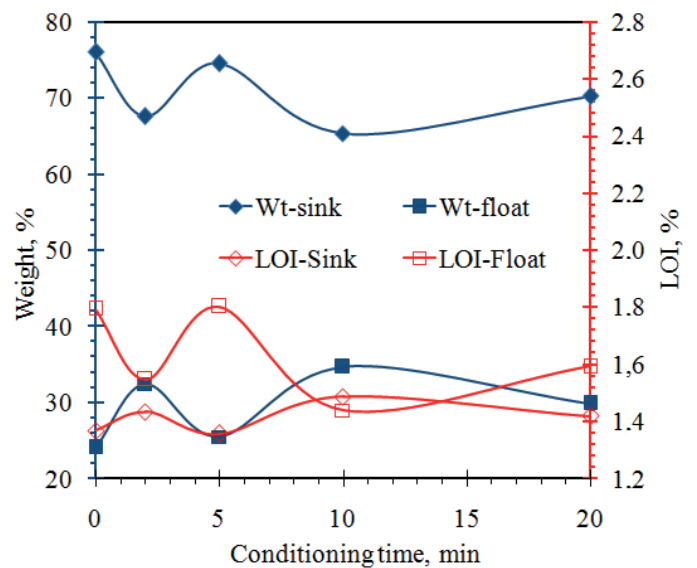 80
70
60
50
40
30
20
Weight, %
2.8
2.6
2.4
2.2
2.0
1.8
1.6
1.4
1.2
LOI, %
Wt-sink
Wt-float
LOI-Sink
LOI-Float
0 5 10 15 20
Conditioning time, min